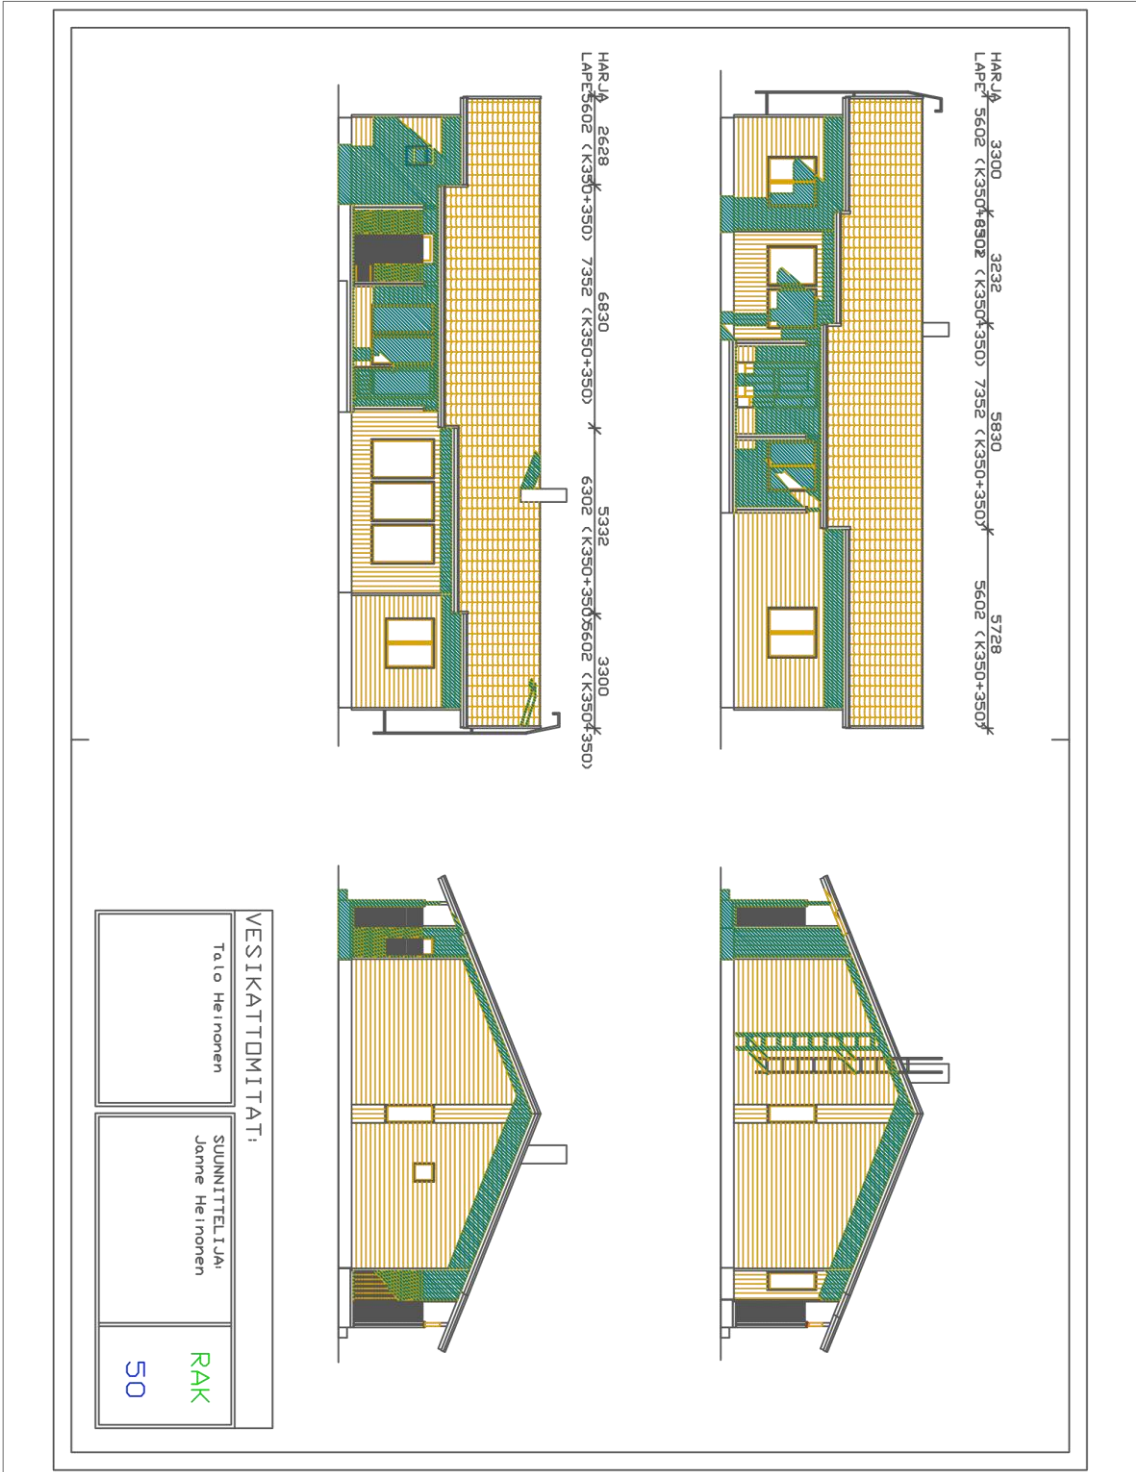 HARJA 3300 3232 5830 5728
LAPE 5602 (K350+350) 6302 (K350+350) 7352 (K350+350) 5602 (K350+350)
HARJA 2628 6830 5332 3300
LAPE 5602 (K350+350) 7352 (K350+350) 6302 (K350+350) 5602 (K350+350)
VESIKATTOMITAT:
Talo Heinonen
SUUNNITTELIJA:
Janne Heinonen
RAK
50